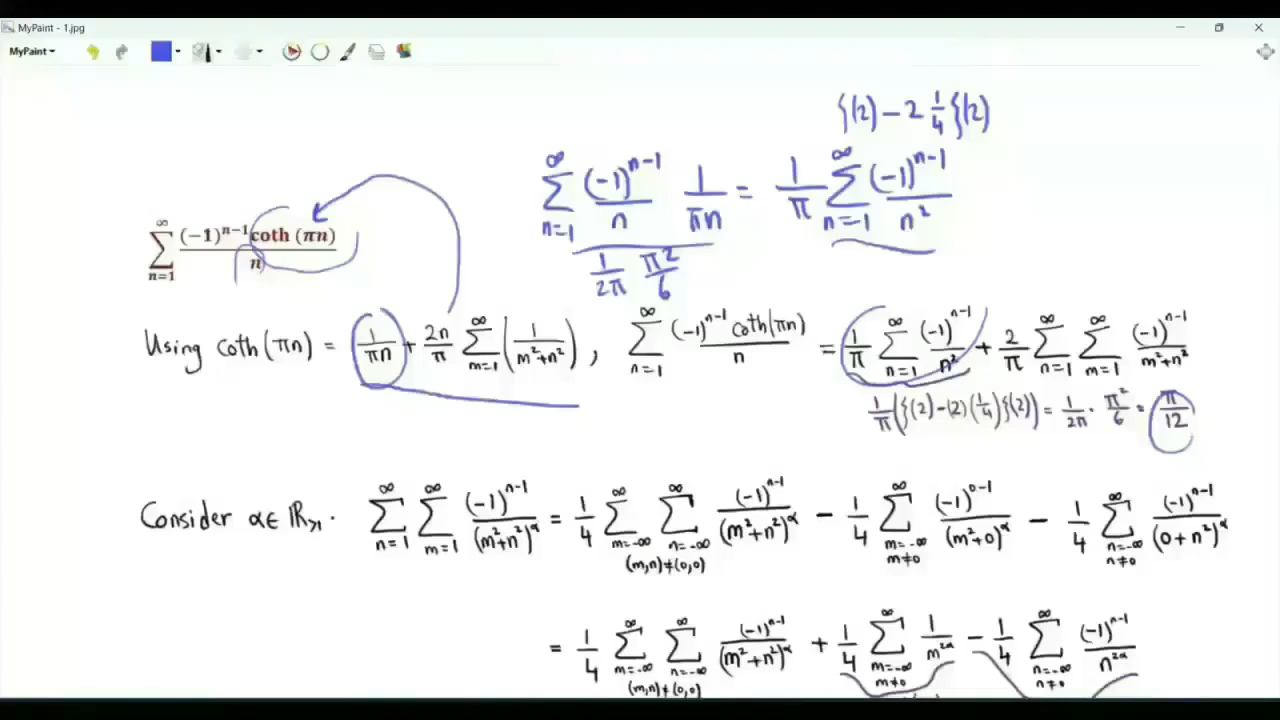 MyPaint - 1.jpg
MyPaint
{(2) - 2 1/4 {(2)
∑_{n=1}^{∞} (-1)^{n-1}/n 1/(πn) = 1/π ∑_{n=-1}^{∞} (-1)^{n-1}/n²
1/(2π) π²/6
∑_{n=1}^{∞} (-1)^{n-1} coth (πn) / n
Using coth(πn) = 1/(πn) + 2n/π ∑_{m=1}^{∞} (1/(m²+n²)), ∑_{n=1}^{∞} (-1)^{n-1} coth(πn) / n = 1/π ∑_{n=1}^{∞} (-1)^{n-1}/n² + 2/π ∑_{n=1}^{∞} ∑_{m=1}^{∞} (-1)^{n-1}/(m²+n²)
1/π ({(2) - (2)(1/4){(2)) = 1/(2π) · π²/6 = π/12
Consider α ∈ ℝ_{>1}. ∑_{n=1}^{∞} ∑_{m=1}^{∞} (-1)^{n-1}/(m²+n²)^α = 1/4 ∑_{m=-∞}^{∞} ∑_{n=-∞}^{∞} (m,n)≠(0,0) (-1)^{n-1}/(m²+n²)^α - 1/4 ∑_{m=-∞, m≠0}^{∞} (-1)^{0-1}/(m²+0)^α - 1/4 ∑_{n=-∞, n≠0}^{∞} (-1)^{n-1}/(0+n²)^α
= 1/4 ∑_{m=-∞}^{∞} ∑_{n=-∞}^{∞} (m,n)≠(0,0) (-1)^{n-1}/(m²+n²)^α + 1/4 ∑_{m=-∞, m≠0}^{∞} 1/m^{2α} - 1/4 ∑_{n=-∞, n≠0}^{∞} (-1)^{n-1}/n^{2α}